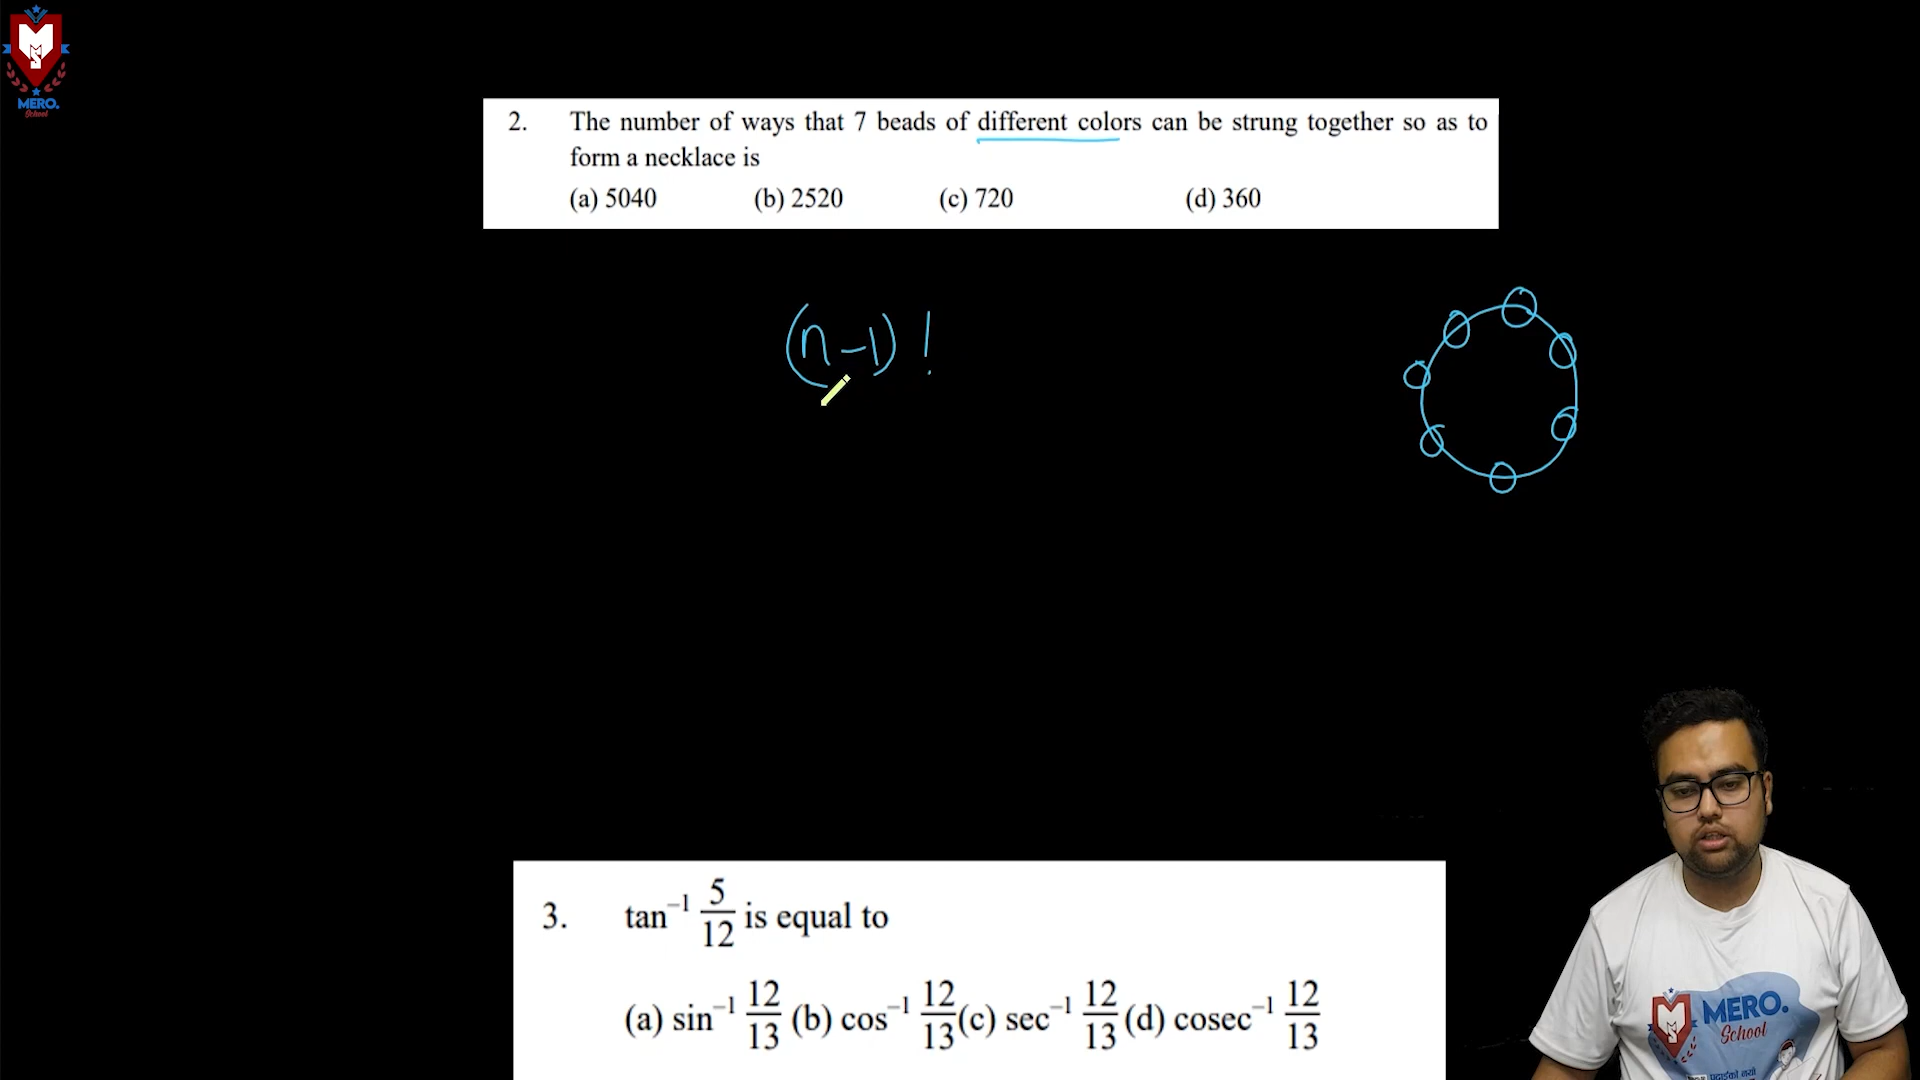 MERO.
School
2. The number of ways that 7 beads of different colors can be strung together so as to
form a necklace is
(a) 5040 (b) 2520 (c) 720 (d) 360
(n-1)!
3. tan⁻¹ 5/12 is equal to
(a) sin⁻¹ 12/13 (b) cos⁻¹ 12/13 (c) sec⁻¹ 12/13 (d) cosec⁻¹ 12/13
MERO.
School